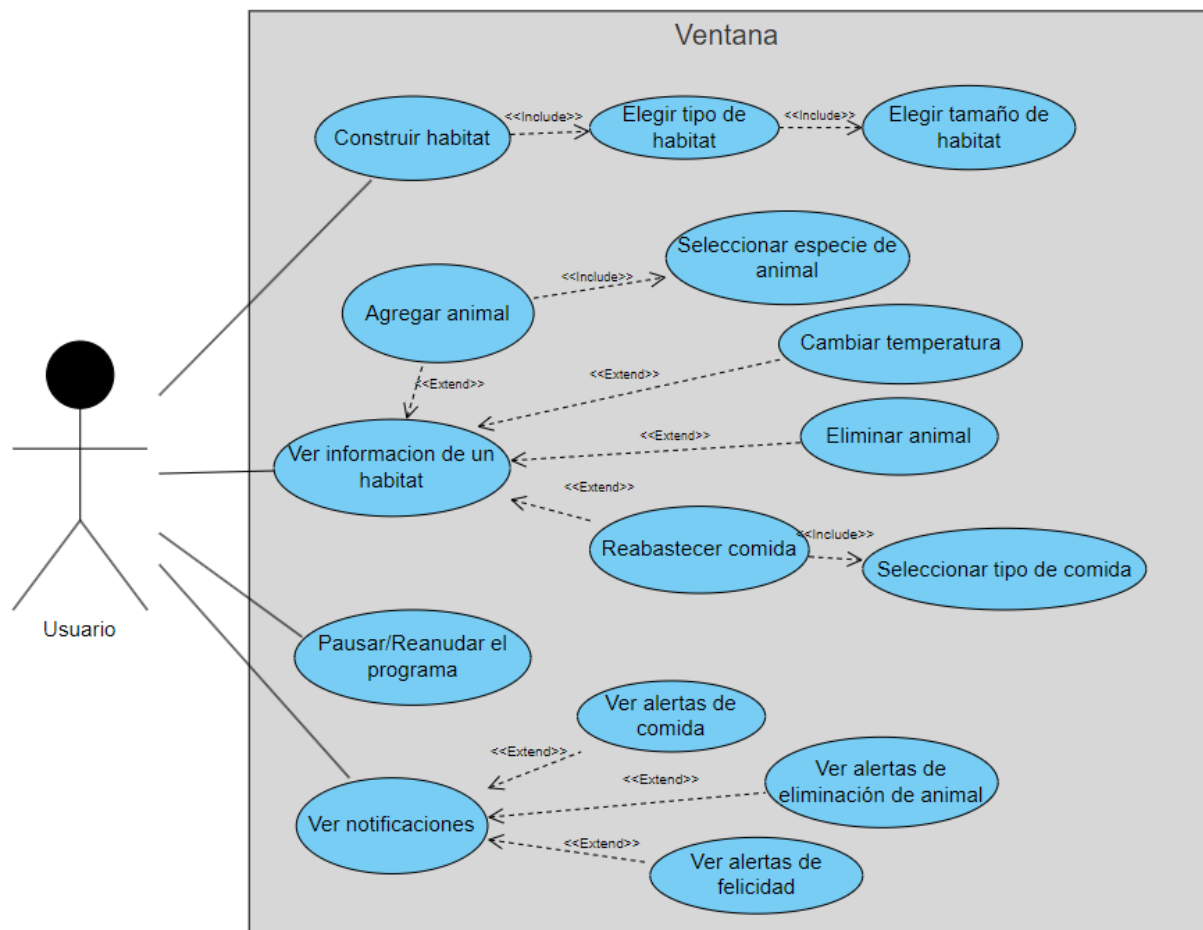 Ventana
Construir habitat
<<Include>>
Elegir tipo de
habitat
<<Include>>
Elegir tamaño de
habitat
Seleccionar especie de
animal
<<Include>>
Agregar animal
Cambiar temperatura
<<Extend>>
<<Extend>>
Eliminar animal
<<Extend>>
Ver informacion de un
habitat
<<Extend>>
Reabastecer comida
<<Include>>
Seleccionar tipo de comida
Usuario
Pausar/Reanudar el
programa
Ver alertas de
comida
<<Extend>>
<<Extend>>
Ver alertas de
eliminación de animal
Ver notificaciones
<<Extend>>
Ver alertas de
felicidad